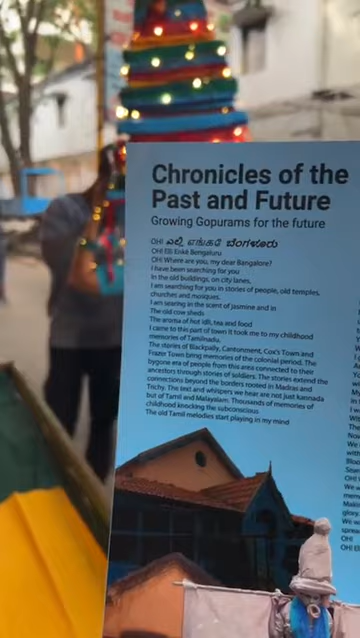 Chronicles of the
Past and Future
Growing Gopurams for the future
OH! ಎಲ್ಲಿ எங்கே ಬೆಂಗಳೂರು
OH! Elli Enkē Bengaluru
OH! Where are you, my dear Bangalore?
I have been searching for you
In the old buildings, on city lanes,
I am searching for you in stories of people, old temples,
churches and mosques.
I am searing in the scent of jasmine and in
The old cow sheds
The aroma of hot idli, tea and food
I came to this part of town it took me to my childhood
memories of Tamilnadu.
The stories of Blackpally, Cantonment, Cox's Town and
Frazer Town bring memories of the colonial period. The
bygone era of people from this area connected to their
ancestors through stories of soldiers. The stories extend the
connections beyond the borders rooted in Madras and
Trichy. The text and whispers we hear are not just kannada
but of Tamil and Malayalam. Thousands of memories of
childhood knocking the subconscious
The old Tamil melodies start playing in my mind